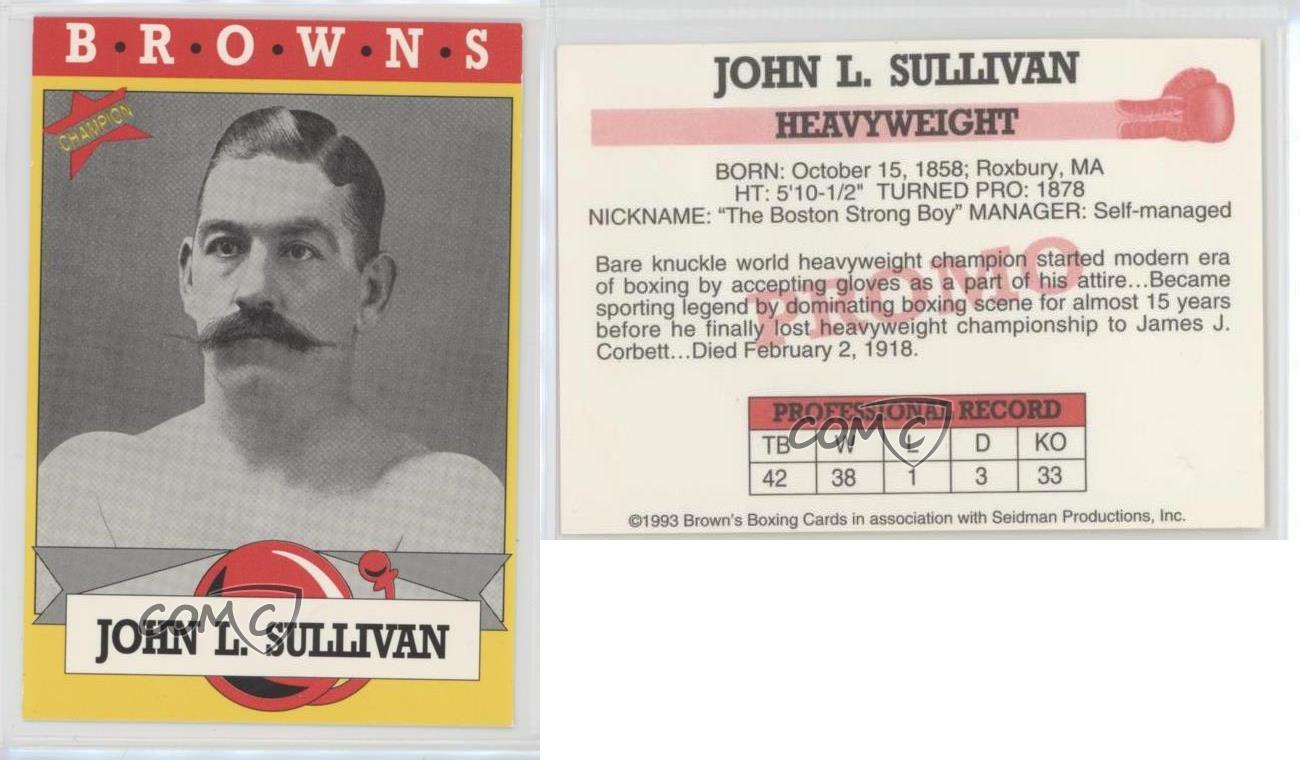 B·R·O·W·N·S
CHAMPION
COMC
JOHN L. SULLIVAN
JOHN L. SULLIVAN
HEAVYWEIGHT
BORN: October 15, 1858; Roxbury, MA
HT: 5'10-1/2" TURNED PRO: 1878
NICKNAME: “The Boston Strong Boy” MANAGER: Self-managed
Bare knuckle world heavyweight champion started modern era
of boxing by accepting gloves as a part of his attire...Became
sporting legend by dominating boxing scene for almost 15 years
before he finally lost heavyweight championship to James J.
Corbett...Died February 2, 1918.
PROMO
PROFESSIONAL RECORD
COMC
TB W L D KO
42 38 1 3 33
©1993 Brown's Boxing Cards in association with Seidman Productions, Inc.